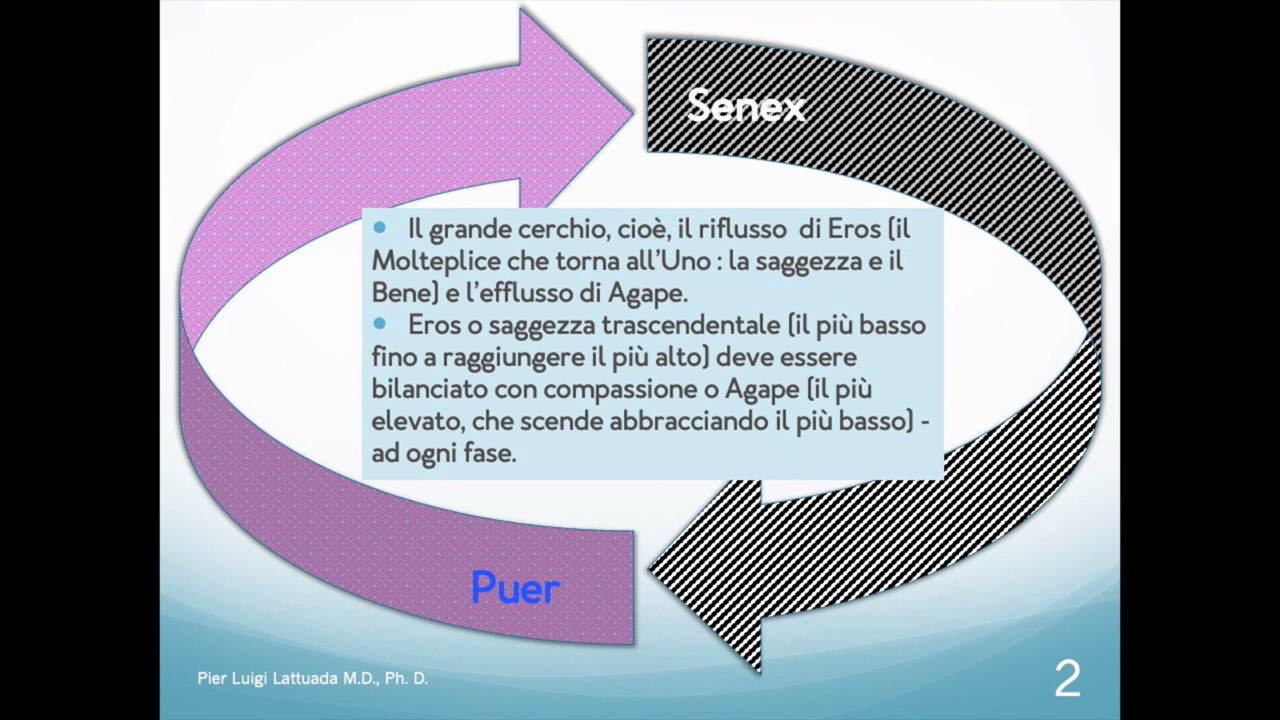 Senex
• Il grande cerchio, cioè, il riflusso di Eros (il
Molteplice che torna all'Uno : la saggezza e il
Bene) e l'efflusso di Agape.
• Eros o saggezza trascendentale (il più basso
fino a raggiungere il più alto) deve essere
bilanciato con compassione o Agape (il più
elevato, che scende abbracciando il più basso) -
ad ogni fase.
Puer
Pier Luigi Lattuada M.D., Ph. D.
2